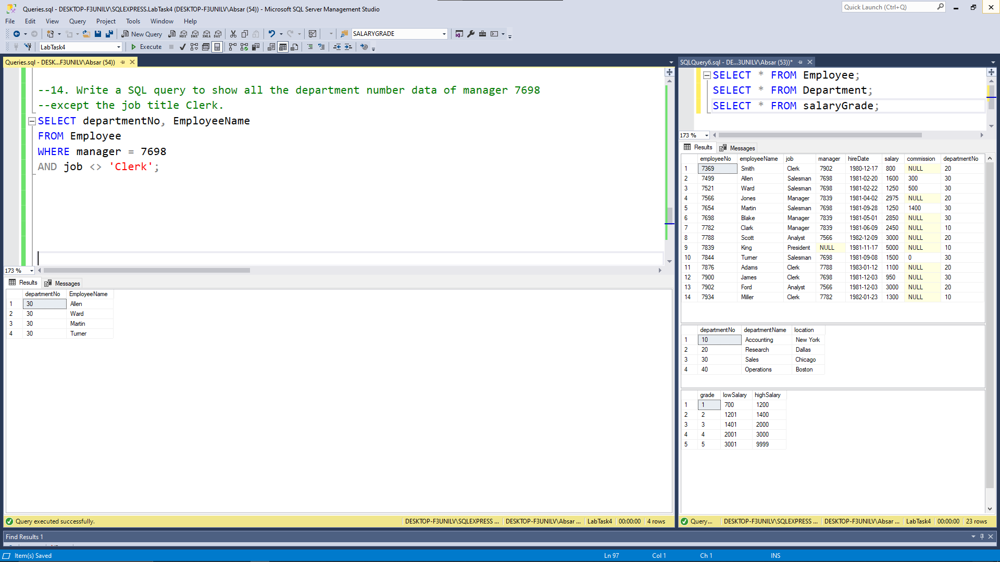 Queries.sql - DESKTOP-F3UNILV\SQLEXPRESS.LabTask4 (DESKTOP-F3UNILV\Absar (54)) - Microsoft SQL Server Management Studio
Quick Launch (Ctrl+Q)
File Edit View Query Project Tools Window Help
New Query MDX DMX XMLA DAX SALARYGRADE
LabTask4 Execute
Queries.sql - DESK...F3UNILV\Absar (54))
--14. Write a SQL query to show all the department number data of manager 7698
--except the job title Clerk.
SELECT departmentNo, EmployeeName
FROM Employee
WHERE manager = 7698
AND job <> 'Clerk';
173 %
Results Messages
departmentNo EmployeeName
1 30 Allen
2 30 Ward
3 30 Martin
4 30 Turner
Query executed successfully. DESKTOP-F3UNILV\SQLEXPRESS ... DESKTOP-F3UNILV\Absar ... LabTask4 00:00:00 4 rows
SQLQuery6.sql - DE...3UNILV\Absar (53))*
SELECT * FROM Employee;
SELECT * FROM Department;
SELECT * FROM salaryGrade;
173 %
Results Messages
employeeNo employeeName job manager hireDate salary commission departmentNo
1 7369 Smith Clerk 7902 1980-12-17 800 NULL 20
2 7499 Allen Salesman 7698 1981-02-20 1600 300 30
3 7521 Ward Salesman 7698 1981-02-22 1250 500 30
4 7566 Jones Manager 7839 1981-04-02 2975 NULL 20
5 7654 Martin Salesman 7698 1981-09-28 1250 1400 30
6 7698 Blake Manager 7839 1981-05-01 2850 NULL 30
7 7782 Clark Manager 7839 1981-06-09 2450 NULL 10
8 7788 Scott Analyst 7566 1982-12-09 3000 NULL 20
9 7839 King President NULL 1981-11-17 5000 NULL 10
10 7844 Turner Salesman 7698 1981-09-08 1500 0 30
11 7876 Adams Clerk 7788 1983-01-12 1100 NULL 20
12 7900 James Clerk 7698 1981-12-03 950 NULL 30
13 7902 Ford Analyst 7566 1981-12-03 3000 NULL 20
14 7934 Miller Clerk 7782 1982-01-23 1300 NULL 10
departmentNo departmentName location
1 10 Accounting New York
2 20 Research Dallas
3 30 Sales Chicago
4 40 Operations Boston
grade lowSalary highSalary
1 1 700 1200
2 2 1201 1400
3 3 1401 2000
4 4 2001 3000
5 5 3001 9999
Query... DESKTOP-F3UNILV\SQLEXPRESS ... DESKTOP-F3UNILV\Absar ... LabTask4 00:00:00 23 rows
Find Results 1
Item(s) Saved Ln 97 Col 1 Ch 1 INS